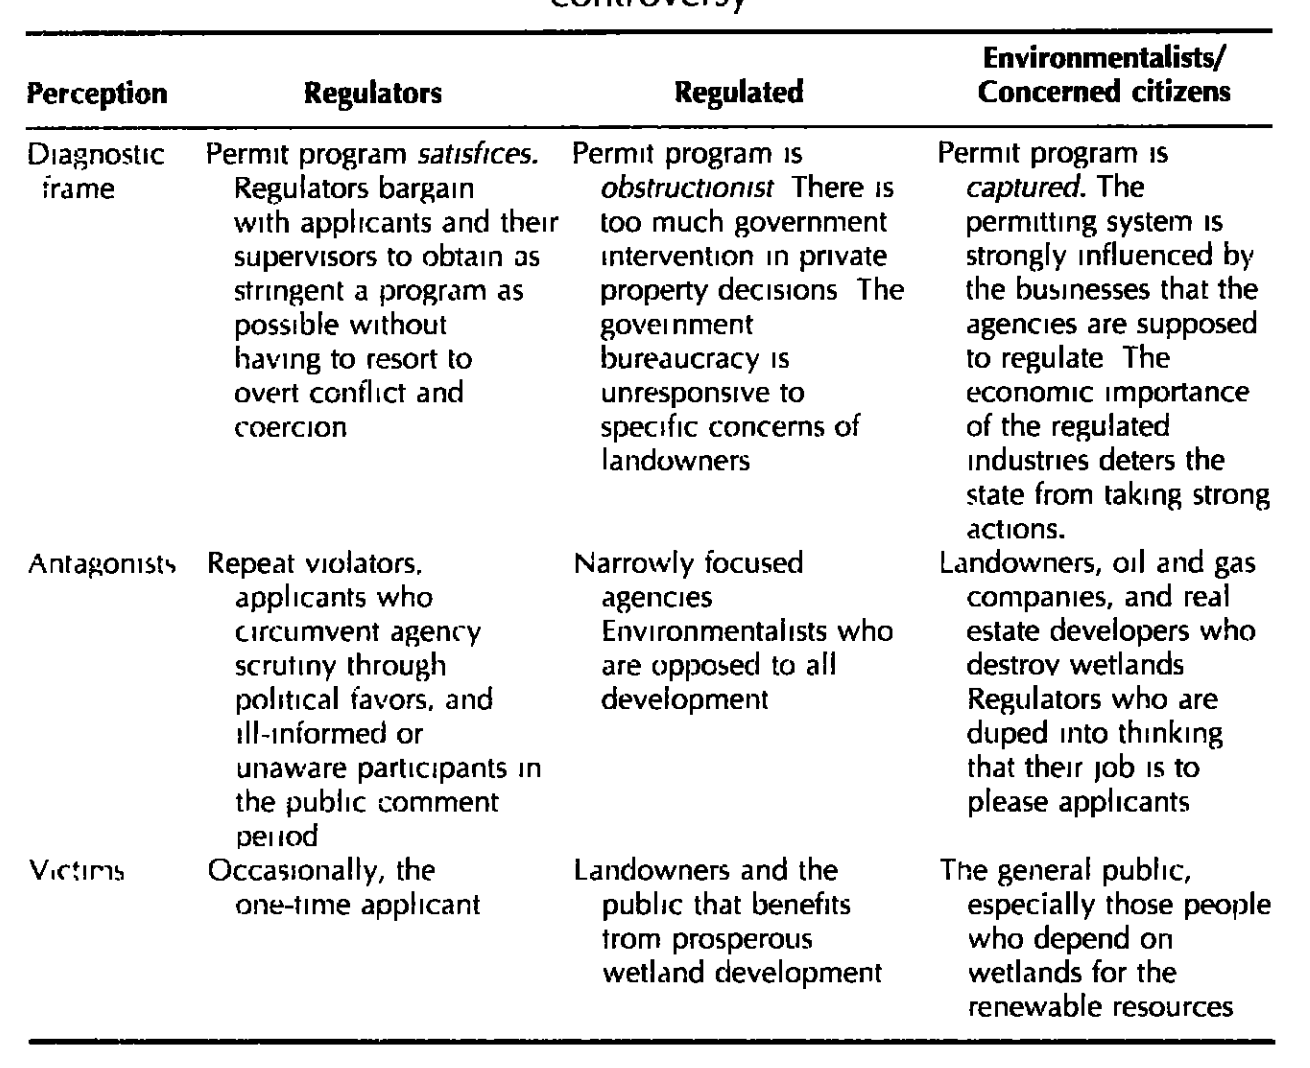 controversy
Perception
Regulators
Regulated
Environmentalists/
Concerned citizens
Diagnostic
frame
Permit program satisfices.
Regulators bargain
with applicants and their
supervisors to obtain as
stringent a program as
possible without
having to resort to
overt conflict and
coercion
Permit program is
obstructionist There is
too much government
intervention in private
property decisions The
government
bureaucracy is
unresponsive to
specific concerns of
landowners
Permit program is
captured. The
permitting system is
strongly influenced by
the businesses that the
agencies are supposed
to regulate The
economic importance
of the regulated
industries deters the
state from taking strong
actions.
Antagonists
Repeat violators,
applicants who
circumvent agency
scrutiny through
political favors, and
ill-informed or
unaware participants in
the public comment
period
Narrowly focused
agencies
Environmentalists who
are opposed to all
development
Landowners, oil and gas
companies, and real
estate developers who
destroy wetlands
Regulators who are
duped into thinking
that their job is to
please applicants
Victims
Occasionally, the
one-time applicant
Landowners and the
public that benefits
from prosperous
wetland development
The general public,
especially those people
who depend on
wetlands for the
renewable resources